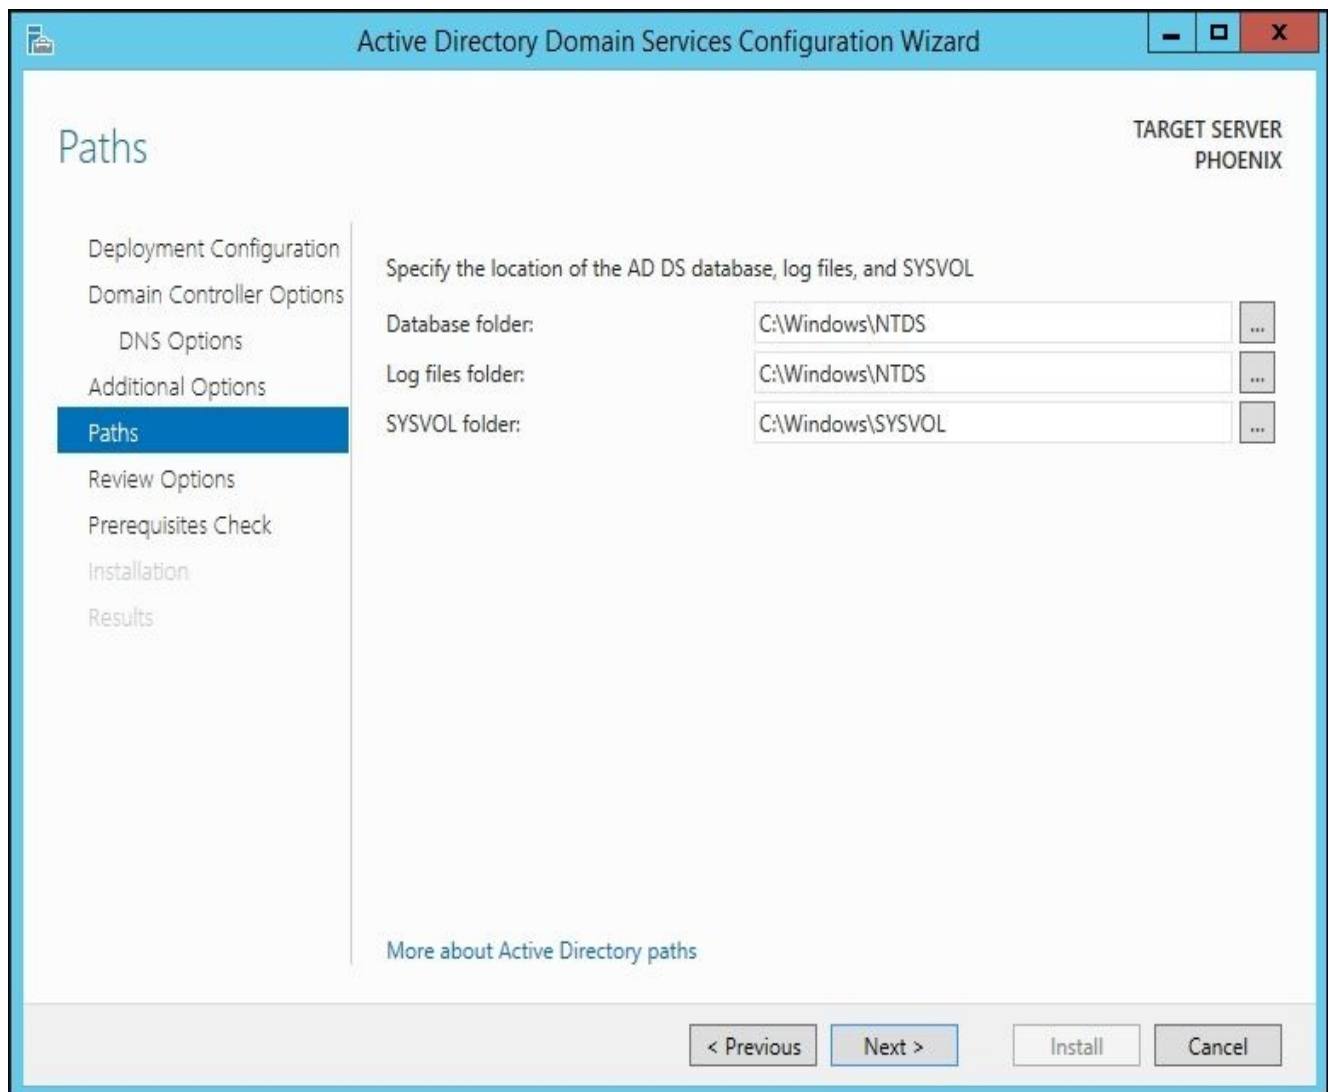 Active Directory Domain Services Configuration Wizard
Paths
TARGET SERVER
PHOENIX
Deployment Configuration
Domain Controller Options
DNS Options
Additional Options
Paths
Review Options
Prerequisites Check
Installation
Results
Specify the location of the AD DS database, log files, and SYSVOL
Database folder: C:\Windows\NTDS ...
Log files folder: C:\Windows\NTDS ...
SYSVOL folder: C:\Windows\SYSVOL ...
More about Active Directory paths
< Previous Next > Install Cancel